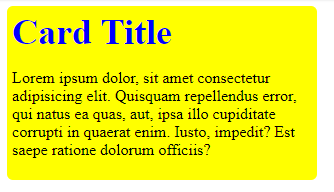 Card Title
Lorem ipsum dolor, sit amet consectetur
adipisicing elit. Quisquam repellendus error,
qui natus ea quas, aut, ipsa illo cupiditate
corrupti in quaerat enim. Iusto, impedit? Est
saepe ratione dolorum officiis?